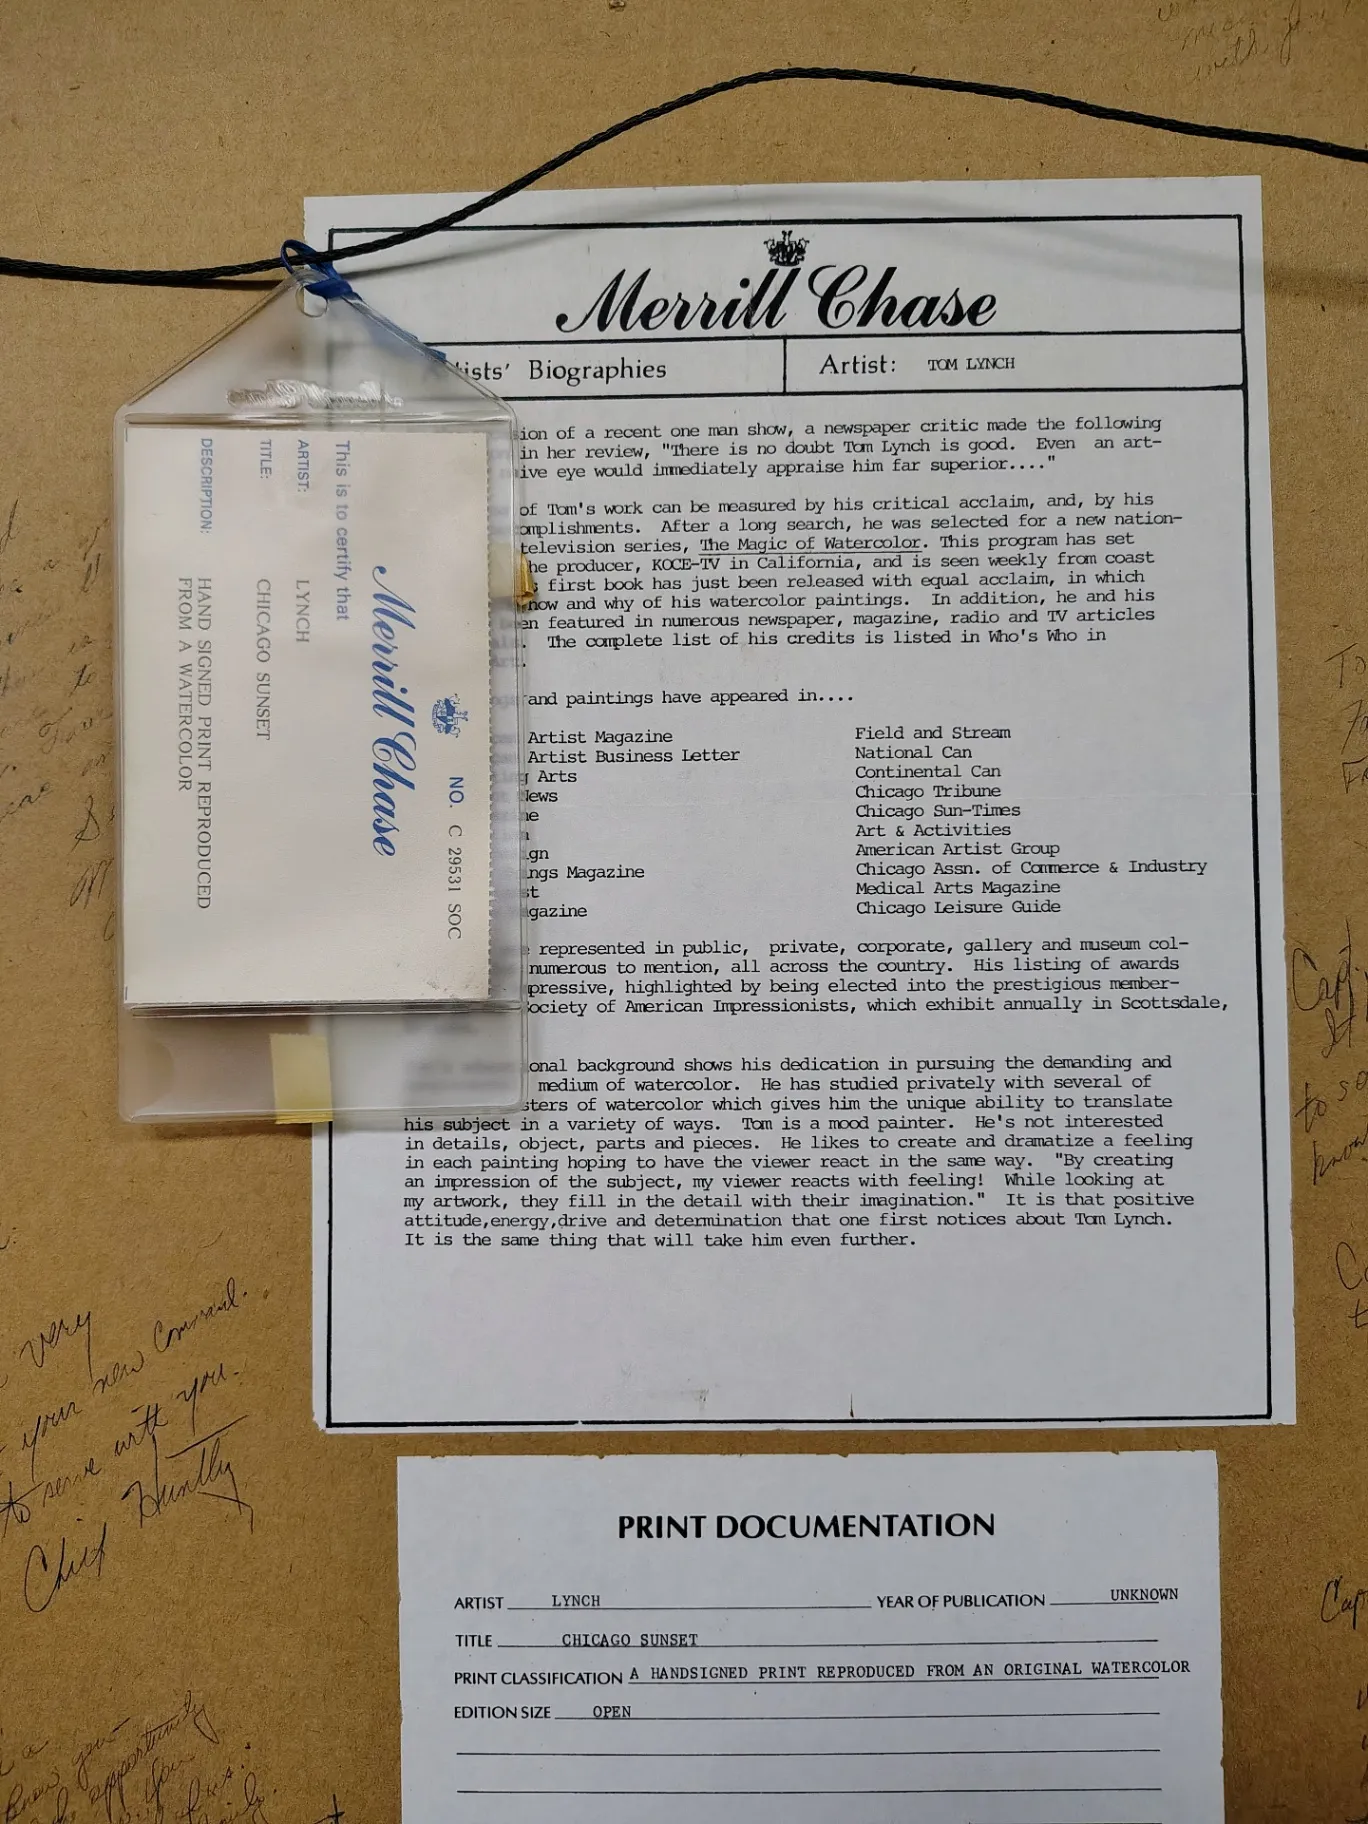 Merrill Chase
Biographies
Artist: TOM LYNCH
of a recent one man show, a newspaper critic made the following
in her review, "There is no doubt Tom Lynch is good. Even an art-
eye would immediately appraise him far superior...."
of Tom's work can be measured by his critical acclaim, and, by his
After a long search, he was selected for a new nation-
television series, The Magic of Watercolor. This program has set
producer, KOCE-TV in California, and is seen weekly from coast
first book has just been released with equal acclaim, in which
how and why of his watercolor paintings. In addition, he and his
featured in numerous newspaper, magazine, radio and TV articles
The complete list of his credits is listed in Who's Who in
and paintings have appeared in....
Artist Magazine
Artist Business Letter
Arts
News
Magazine
Field and Stream
National Can
Continental Can
Chicago Tribune
Chicago Sun-Times
Art & Activities
American Artist Group
Chicago Assn. of Commerce & Industry
Medical Arts Magazine
Chicago Leisure Guide
represented in public, private, corporate, gallery and museum col-
numerous to mention, all across the country. His listing of awards
highlighted by being elected into the prestigious member-
Society of American Impressionists, which exhibit annually in Scottsdale,
background shows his dedication in pursuing the demanding and
medium of watercolor. He has studied privately with several of
of watercolor which gives him the unique ability to translate
his subject in a variety of ways. Tom is a mood painter. He's not interested
in details, object, parts and pieces. He likes to create and dramatize a feeling
in each painting hoping to have the viewer react in the same way. "By creating
an impression of the subject, my viewer reacts with feeling! While looking at
my artwork, they fill in the detail with their imagination." It is that positive
attitude,energy,drive and determination that one first notices about Tom Lynch.
It is the same thing that will take him even further.
NO. C 29531 SOC
Merrill Chase
This is to certify that
ARTIST: LYNCH
TITLE: CHICAGO SUNSET
DESCRIPTION: HAND SIGNED PRINT REPRODUCED
FROM A WATERCOLOR
PRINT DOCUMENTATION
ARTIST LYNCH YEAR OF PUBLICATION UNKNOWN
TITLE CHICAGO SUNSET
PRINT CLASSIFICATION A HANDSIGNED PRINT REPRODUCED FROM AN ORIGINAL WATERCOLOR
EDITION SIZE OPEN
very
your new command.
to serve with you.
Chief Huntley
Capt.
to
know
a
know you
opportunity